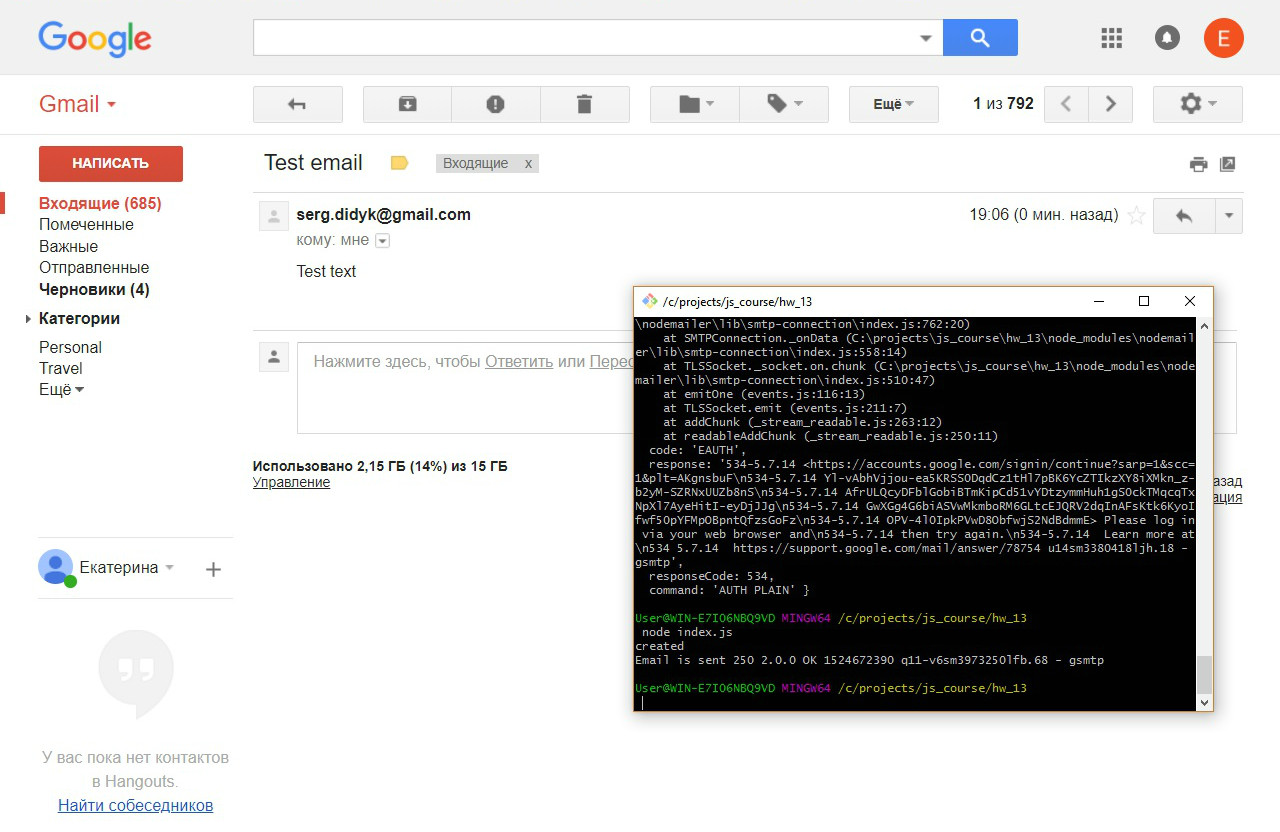 Google
E
Gmail
Ещё
1 из 792
НАПИСАТЬ
Входящие (685)
Помеченные
Важные
Отправленные
Черновики (4)
Категории
Personal
Travel
Ещё
Екатерина
У вас пока нет контактов
в Hangouts.
Найти собеседников
Test email
Входящие x
serg.didyk@gmail.com
19:06 (0 мин. назад)
кому: мне
Test text
Нажмите здесь, чтобы Ответить или Перес
Использовано 2,15 ГБ (14%) из 15 ГБ
Управление
азад
ация
/c/projects/js_course/hw_13
\nodemailer\lib\smtp-connection\index.js:762:20)
at SMTPConnection._onData (C:\projects\js_course\hw_13\node_modules\nodemail
er\lib\smtp-connection\index.js:558:14)
at TLSSocket._socket.on.chunk (C:\projects\js_course\hw_13\node_modules\node
mailer\lib\smtp-connection\index.js:510:47)
at emitOne (events.js:116:13)
at TLSSocket.emit (events.js:211:7)
at addChunk (_stream_readable.js:263:12)
at readableAddChunk (_stream_readable.js:250:11)
code: 'EAUTH',
response: '534-5.7.14 <https://accounts.google.com/signin/continue?sarp=1&scc=
1&plt=AKgnsbuF\n534-5.7.14 Yl-vAbhVjjou-ea5KRSSODqdCz1tHl7pBK6YcZTIkzXY8iXMkn_z-
b2yM-SZRNxUUZb8nS\n534-5.7.14 AfrULQcyDFblGobiBTmKipCd51vYDtzymmHuh1gSOckTMqcqTx
NpXl7AyeHitI-eyDjJJg\n534-5.7.14 GwXGg4G6biASVwMkmboRM6GLtcEJQRV2dqInAFsKtk6KyoI
fwf5OpYFMpOBpntQfzsGoFz\n534-5.7.14 OPV-4lOIpkPVwD8ObfwjS2NdBdmmE> Please log in
via your web browser and\n534-5.7.14 then try again.\n534-5.7.14  Learn more at
\n534 5.7.14  https://support.google.com/mail/answer/78754 u14sm3380418ljh.18 -
gsmtp',
responseCode: 534,
command: 'AUTH PLAIN' }
User@WIN-E7IO6NBQ9VD MINGW64 /c/projects/js_course/hw_13
node index.js
created
Email is sent 250 2.0.0 OK 1524672390 q11-v6sm3973250lfb.68 - gsmtp
User@WIN-E7IO6NBQ9VD MINGW64 /c/projects/js_course/hw_13